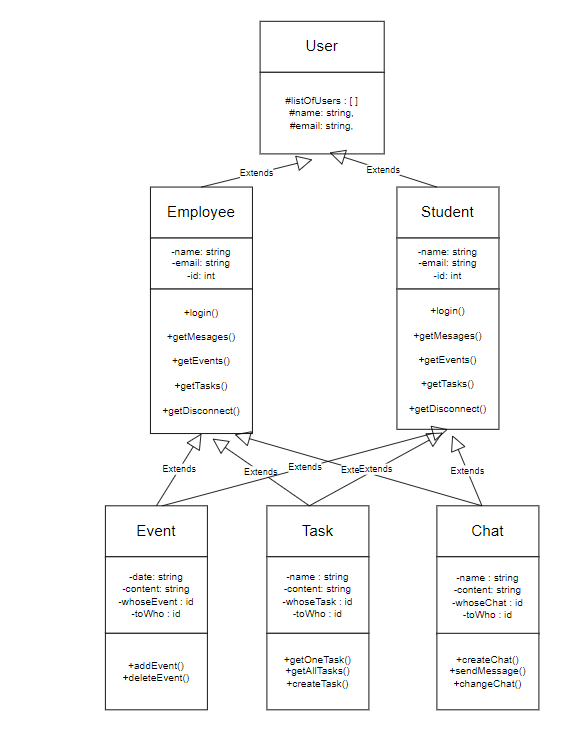 User
#listOfUsers : [ ]
#name: string,
#email: string,
Extends
Extends
Employee
-name: string
-email: string
-id: int
+login()
+getMesages()
+getEvents()
+getTasks()
+getDisconnect()
Student
-name: string
-email: string
-id: int
+login()
+getMesages()
+getEvents()
+getTasks()
+getDisconnect()
Extends
Extends
Extends
Exte
Extends
Extends
Event
-date: string
-content: string
-whoseEvent : id
-toWho : id
+addEvent()
+deleteEvent()
Task
-name : string
-content: string
-whoseTask : id
-toWho : id
+getOneTask()
+getAllTasks()
+createTask()
Chat
-name : string
-content: string
-whoseChat : id
-toWho : id
+createChat()
+sendMessage()
+changeChat()